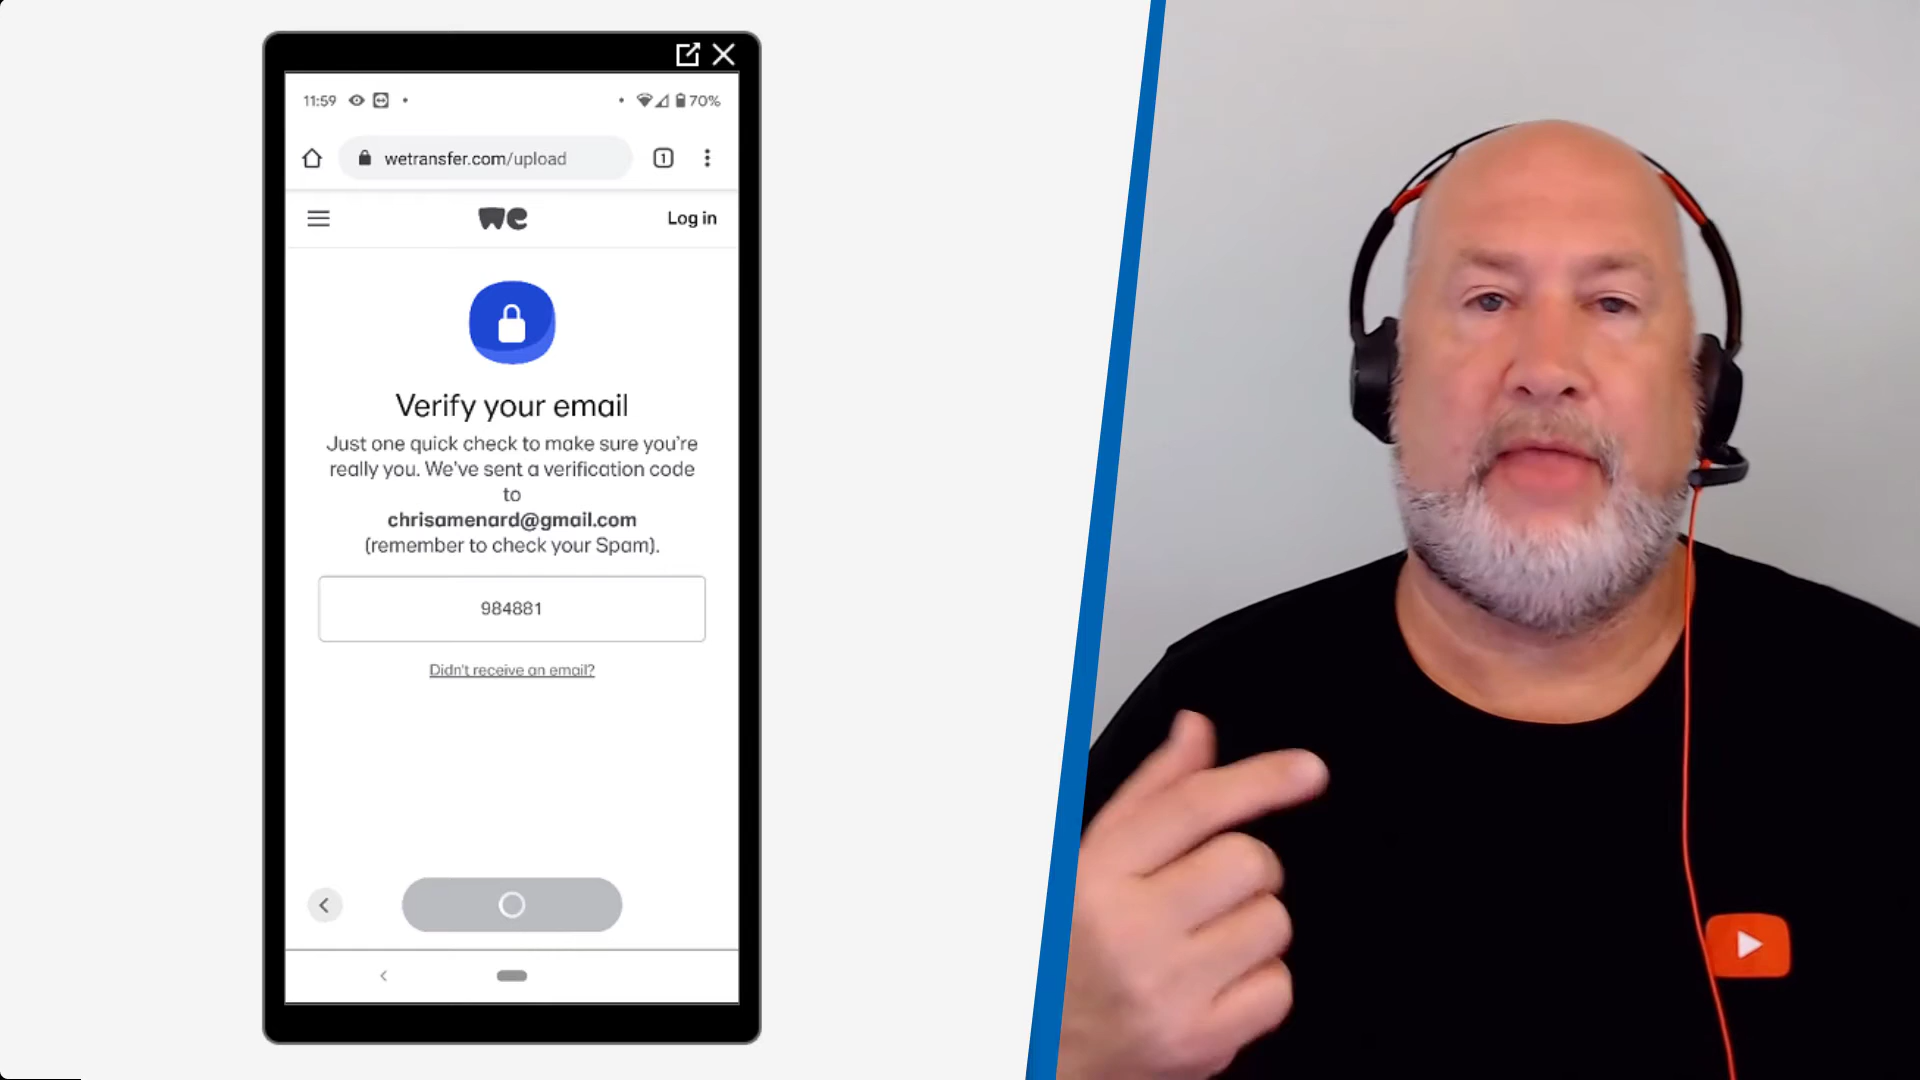 11:59
70%
wetransfer.com/upload
1
we
Log in
Verify your email
Just one quick check to make sure you're
really you. We've sent a verification code
to
chrisamenard@gmail.com
(remember to check your Spam).
984881
Didn't receive an email?